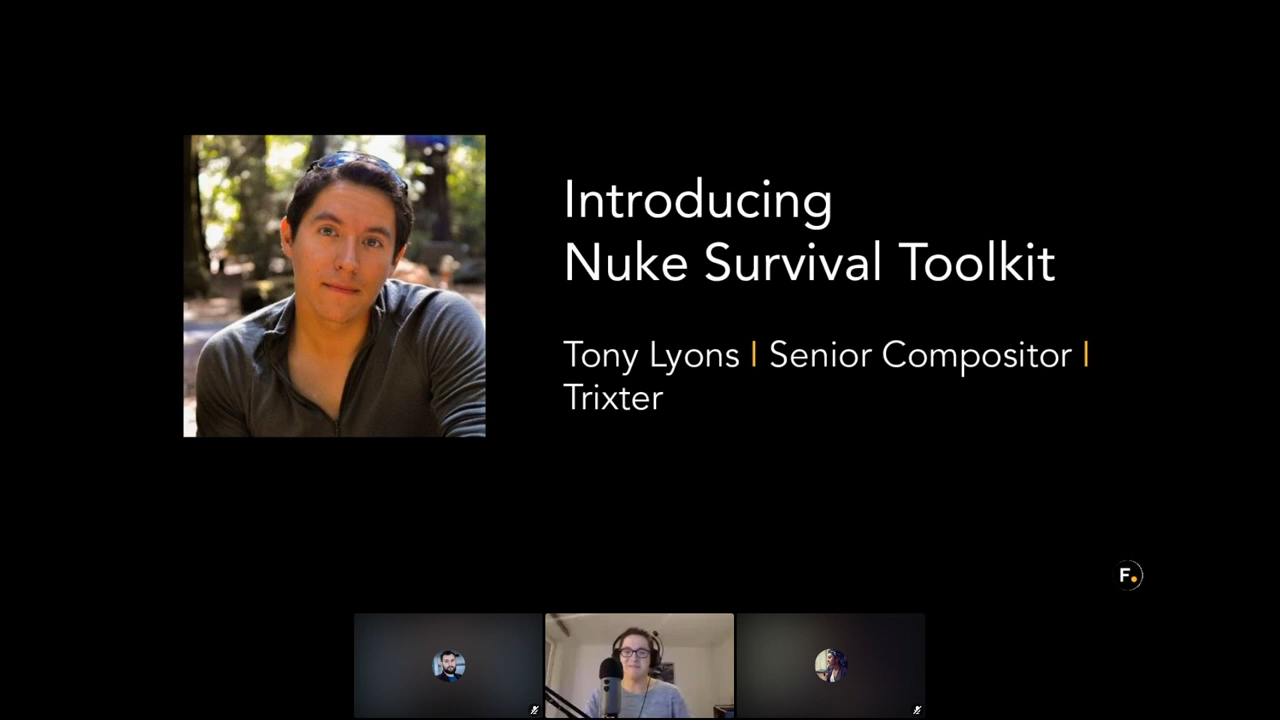 Introducing
Nuke Survival Toolkit
Tony Lyons | Senior Compositor |
Trixter
F.